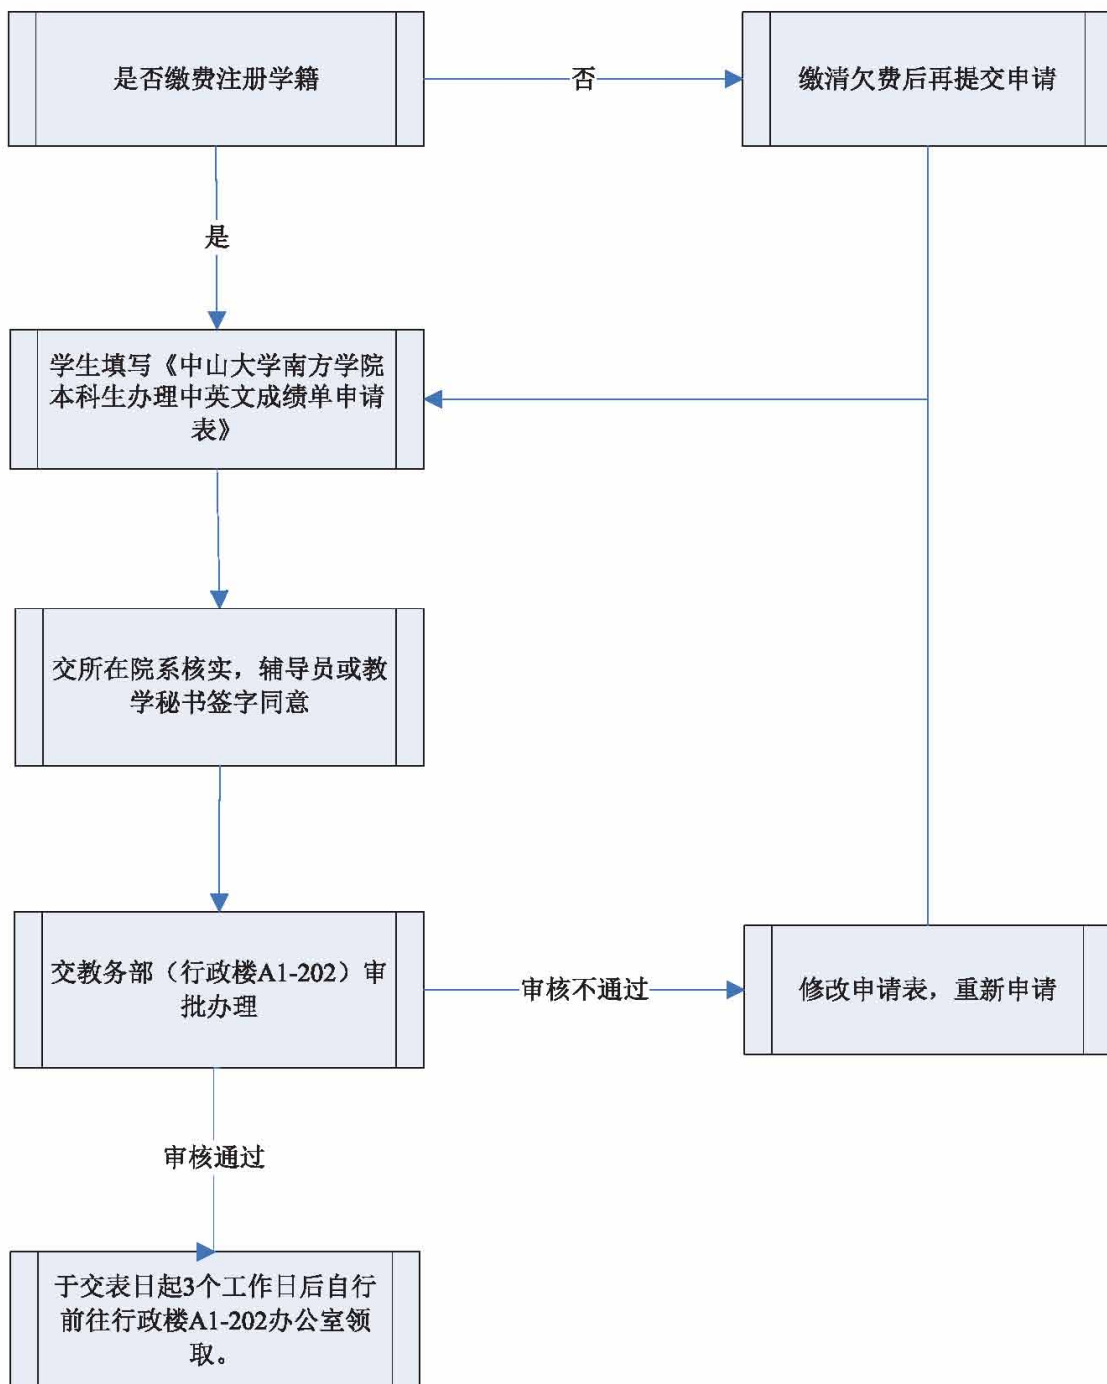 是否缴费注册学籍
否
缴清欠费后再提交申请
是
学生填写《中山大学南方学院
本科生办理中英文成绩单申请
表》
交所在院系核实，辅导员或教
学秘书签字同意
交教务部（行政楼A1-202）审
批办理
审核不通过
修改申请表，重新申请
审核通过
于交表日起3个工作日后自行
前往行政楼A1-202办公室领
取。